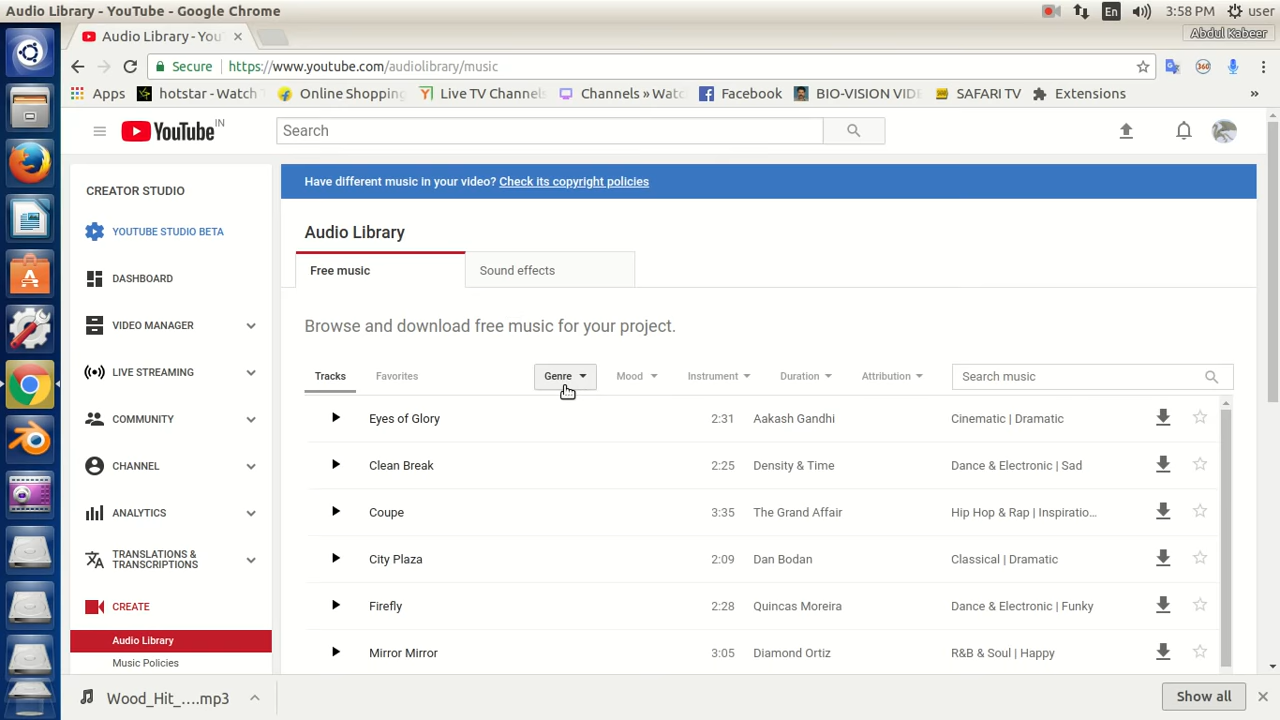 Audio Library - YouTube - Google Chrome
En
3:58 PM
user
Audio Library - You
Abdul Kabeer
Secure
https://www.youtube.com/audiolibrary/music
Apps
hotstar - Watch
Online Shopping
Live TV Channels
Channels » Watc
Facebook
BIO-VISION VID
SAFARI TV
Extensions
»
YouTube IN
Search
CREATOR STUDIO
YOUTUBE STUDIO BETA
DASHBOARD
VIDEO MANAGER
LIVE STREAMING
COMMUNITY
CHANNEL
ANALYTICS
TRANSLATIONS &
TRANSCRIPTIONS
CREATE
Audio Library
Music Policies
Have different music in your video? Check its copyright policies
Audio Library
Free music
Sound effects
Browse and download free music for your project.
Tracks
Favorites
Genre
Mood
Instrument
Duration
Attribution
Search music
Eyes of Glory 2:31 Aakash Gandhi Cinematic | Dramatic
Clean Break 2:25 Density & Time Dance & Electronic | Sad
Coupe 3:35 The Grand Affair Hip Hop & Rap | Inspiratio...
City Plaza 2:09 Dan Bodan Classical | Dramatic
Firefly 2:28 Quincas Moreira Dance & Electronic | Funky
Mirror Mirror 3:05 Diamond Ortiz R&B & Soul | Happy
Wood_Hit_....mp3
Show all